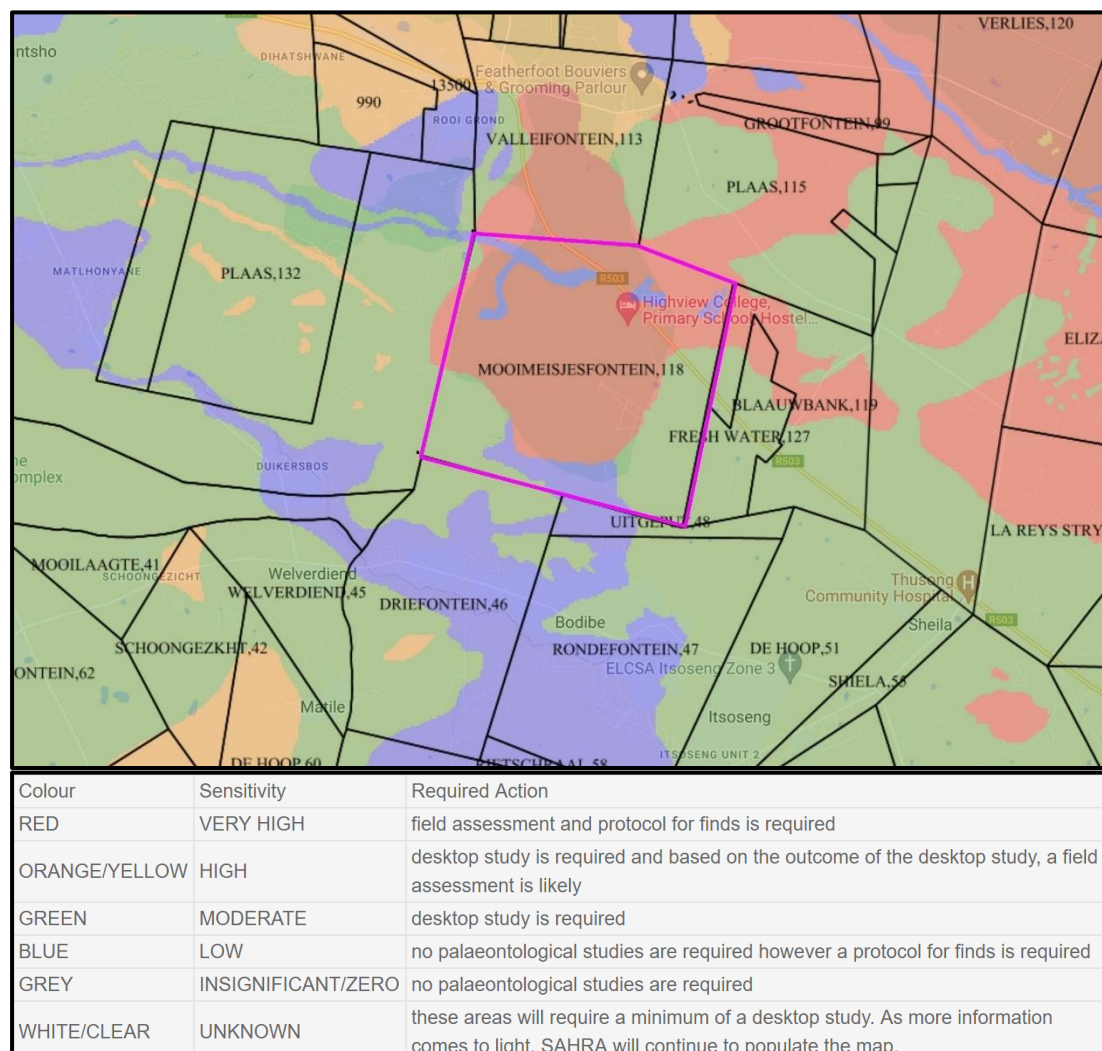 VERLIES,120
ntsho
DIHATSHWANE
Featherfoot Bouviers
& Grooming Parlour
13500
990
ROOI GROND
GROOTFONTEIN,99
VALLEIFONTEIN,113
PLAAS,115
MATLHONYANE
PLAAS,132
R503
Highview College,
Primary School, Hostel...
ELIZ
MOOIMEISJESFONTEIN,118
BLAAUWBANK,119
FRESH WATER,127
R503
ne
omplex
DUIKERSBOS
UITGEPUT,48
LA REYS STRY
MOOILAAGTE,41
SCHOONGEZICHT
Welverdiend
WELVERDIEND,45
Thusong
Community Hospital
R503
DRIEFONTEIN,46
Bodibe
Sheila
SCHOONGEZKHT,42
RONDEFONTEIN,47
DE HOOP,51
ONTEIN,62
ELCSA Itsoseng Zone 3
SHIELA,55
Matile
Itsoseng
ITSOSENG UNIT 2
DE HOOP,60
RIETSCHRAAL,58
Colour Sensitivity Required Action
RED VERY HIGH field assessment and protocol for finds is required
ORANGE/YELLOW HIGH desktop study is required and based on the outcome of the desktop study, a field
assessment is likely
GREEN MODERATE desktop study is required
BLUE LOW no palaeontological studies are required however a protocol for finds is required
GREY INSIGNIFICANT/ZERO no palaeontological studies are required
WHITE/CLEAR UNKNOWN these areas will require a minimum of a desktop study. As more information
comes to light, SAHRA will continue to populate the map.